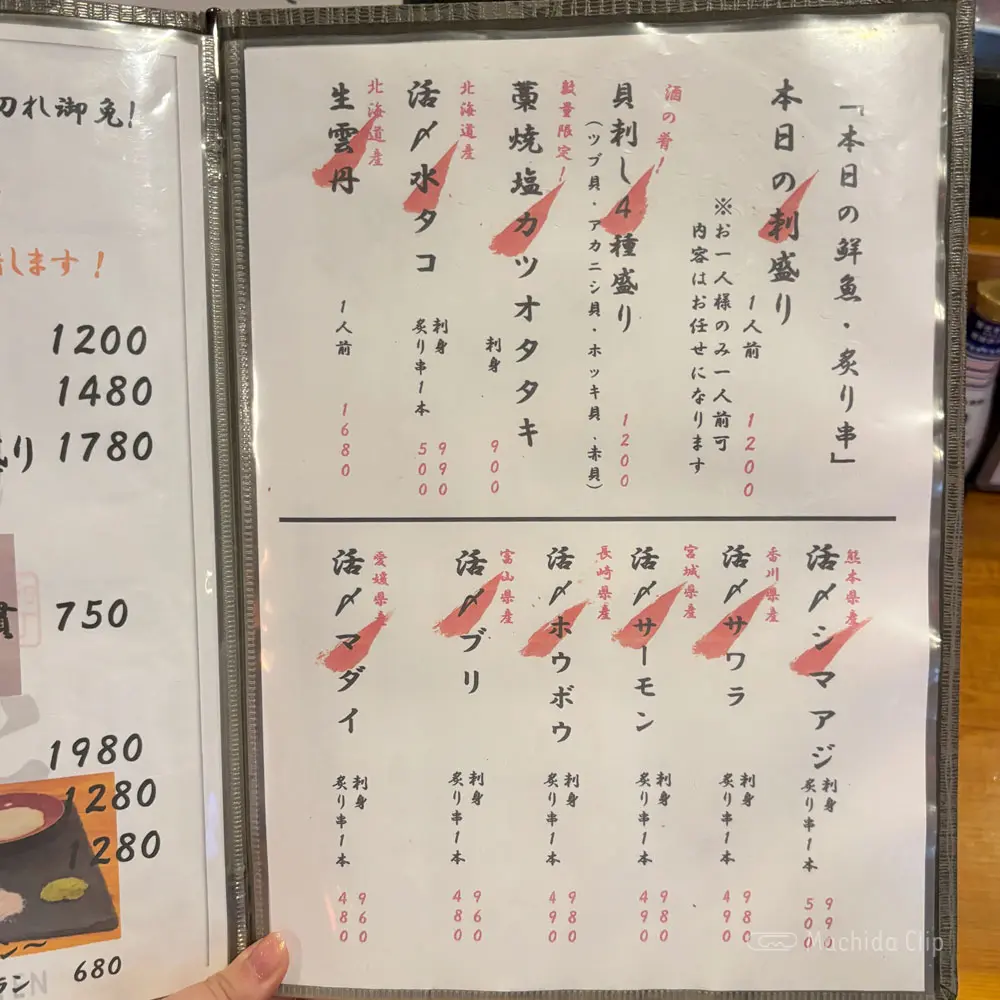 「本日の鮮魚・炙り串」
本日の刺盛り
1人前 1200
※お一人様のみ一人前可
内容はお任せになります
酒の肴!
貝刺し4種盛り
1200
(ツブ貝・アカニシ貝・ホッキ貝・赤貝)
数量限定!
藁焼塩カツオタタキ
刺身 900
北海道産
活〆水タコ
刺身 990
炙り串1本 500
北海道産
生雲丹
1人前 1680
熊本県産
活〆シマアジ
刺身 990
炙り串1本 500
香川県産
活〆サワラ
刺身 980
炙り串1本 490
宮城県産
活〆サーモン
刺身 980
炙り串1本 490
長崎県産
活〆ホウボウ
刺身 980
炙り串1本 490
富山県産
活〆ブリ
刺身 960
炙り串1本 480
愛媛県産
活〆マダイ
刺身 960
炙り串1本 480
切れ御免!
します!
1200
1480
り 1780
貫 750
1980
1280
1280
ン〜
ラン 680
EN
Machida Clip